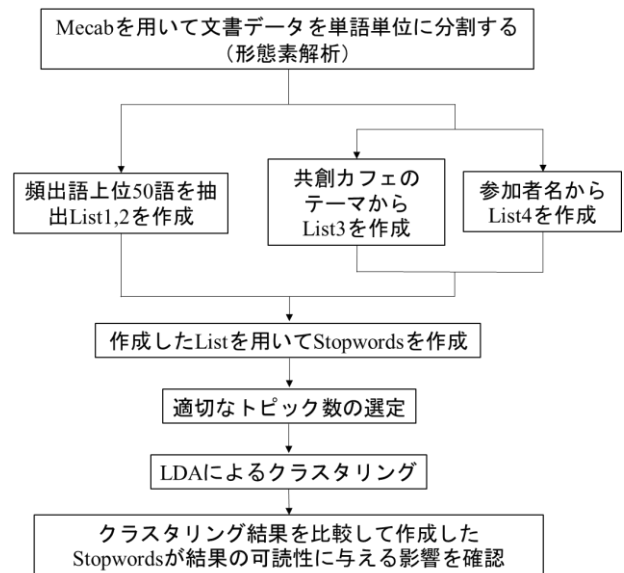 Mecabを用いて文書データを単語単位に分割する
（形態素解析）
頻出語上位50語を抽
出List1,2を作成
共創カフェの
テーマから
List3を作成
参加者名から
List4を作成
作成したListを用いてStopwordsを作成
適切なトピック数の選定
LDAによるクラスタリング
クラスタリング結果を比較して作成した
Stopwordsが結果の可読性に与える影響を確認